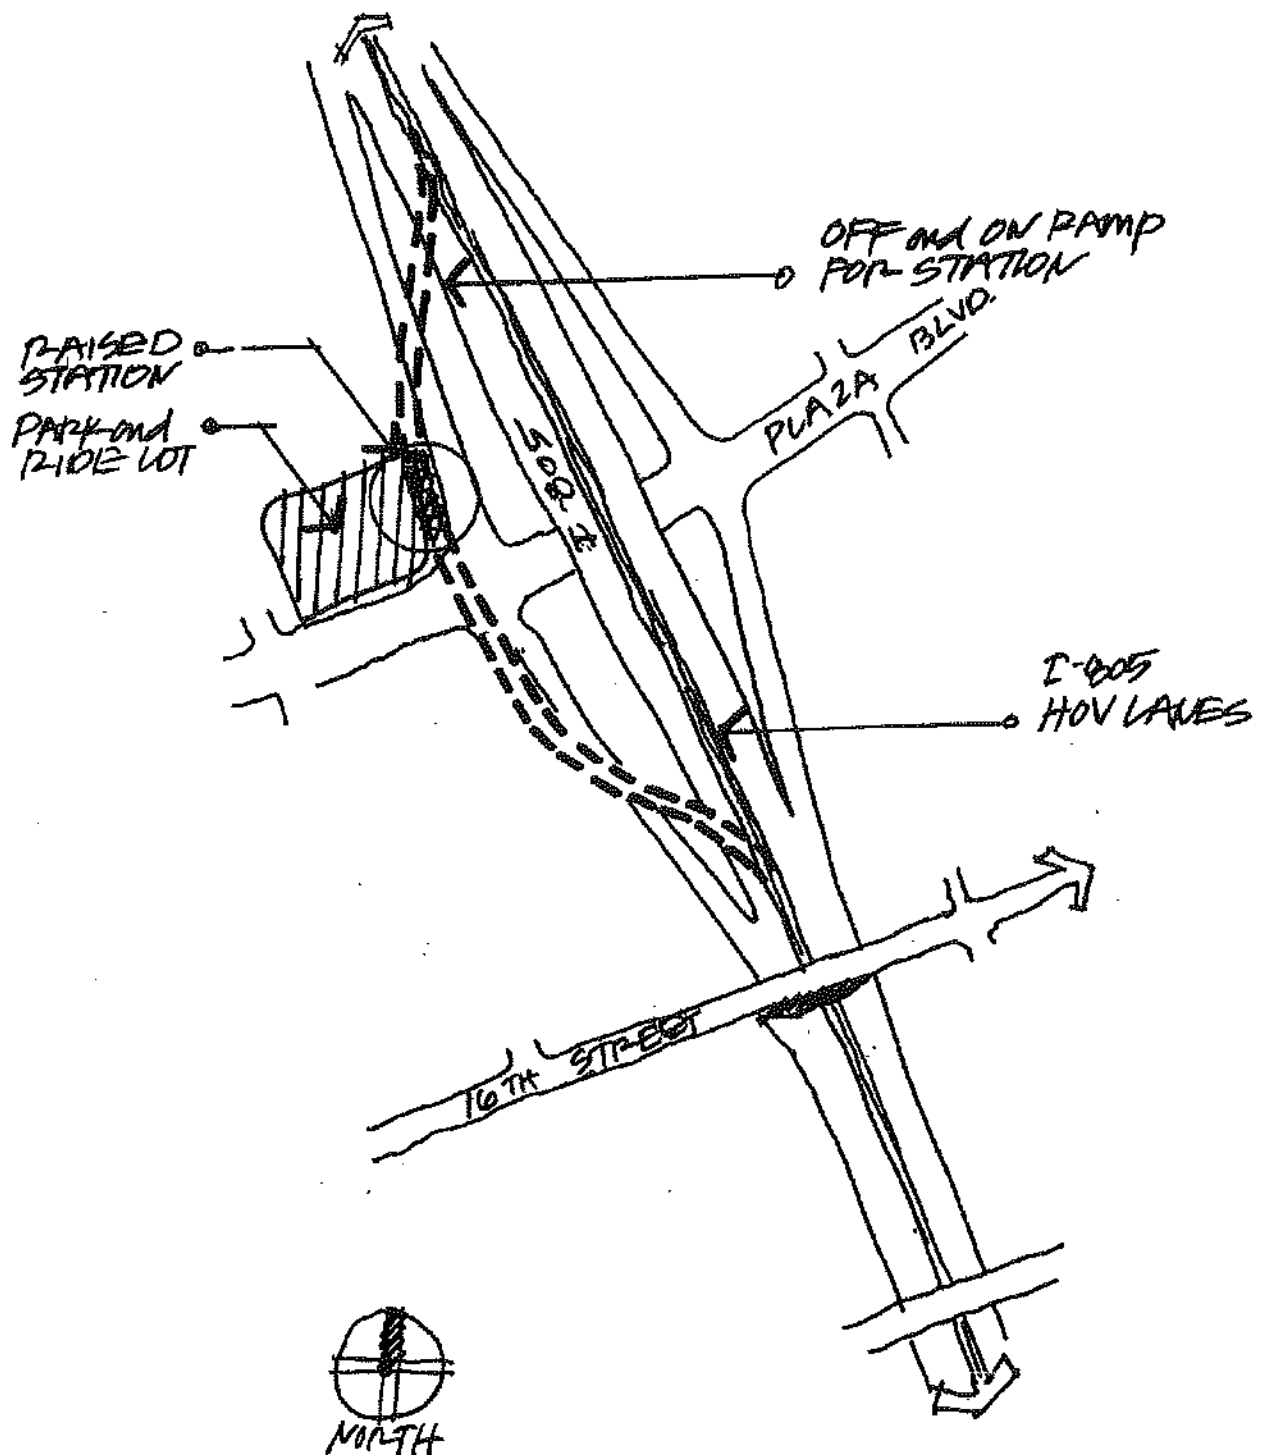 OFF and ON RAMP
FOR STATION
BLVD.
PLAZA
RAISED
STATION
PARK and
RIDE LOT
I 805
I-805
HOV LANES
16TH STREET
NORTH